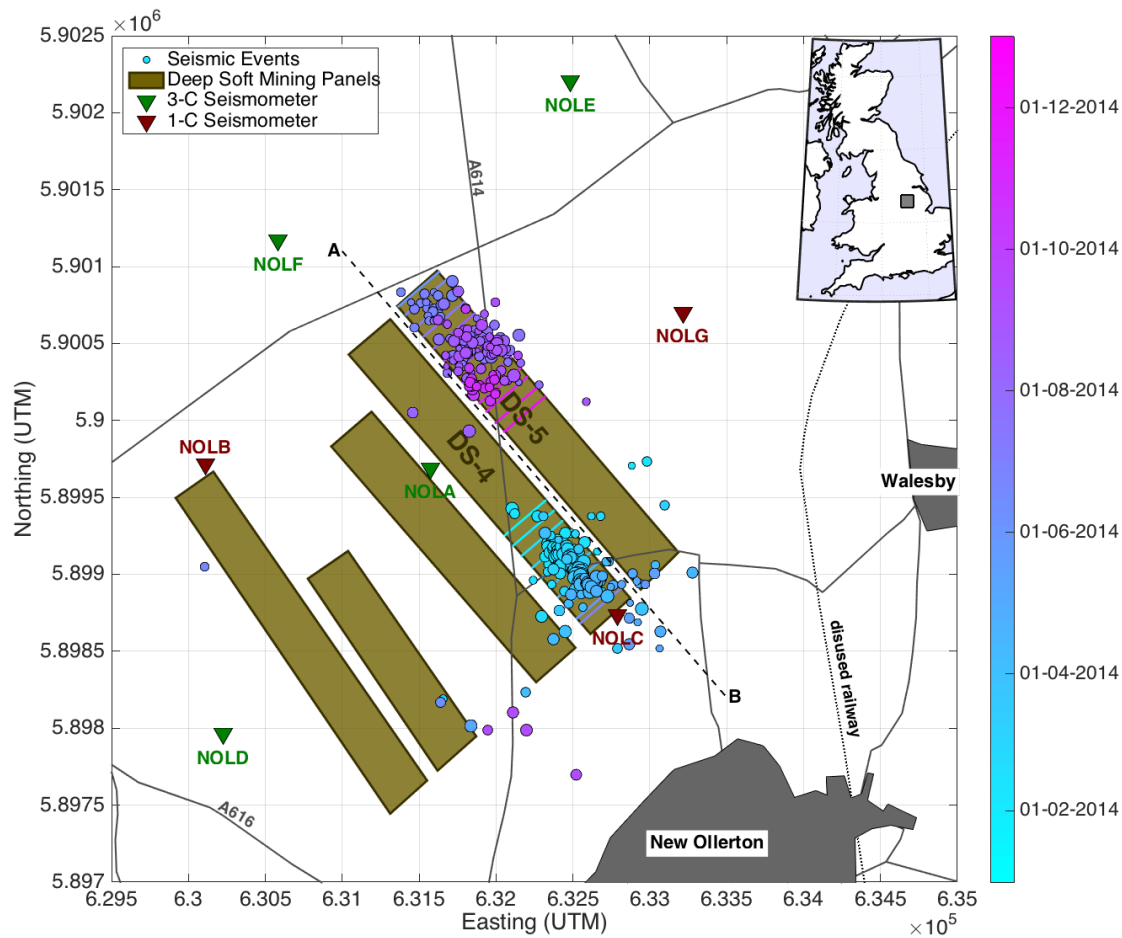 ×10⁶
5.9025
5.902
5.9015
5.901
5.9005
5.9
5.8995
5.899
5.8985
5.898
5.8975
5.897
Northing (UTM)
Seismic Events
Deep Soft Mining Panels
3-C Seismometer
1-C Seismometer
NOLE
A614
A
NOLF
NOLG
DS-5
DS-4
NOLB
NOLA
Walesby
NOLC
B
disused railway
NOLD
A616
New Ollerton
6.295
6.3
6.305
6.31
6.315
6.32
6.325
6.33
6.335
6.34
6.345
6.35
Easting (UTM)
×10⁵
01-12-2014
01-10-2014
01-08-2014
01-06-2014
01-04-2014
01-02-2014